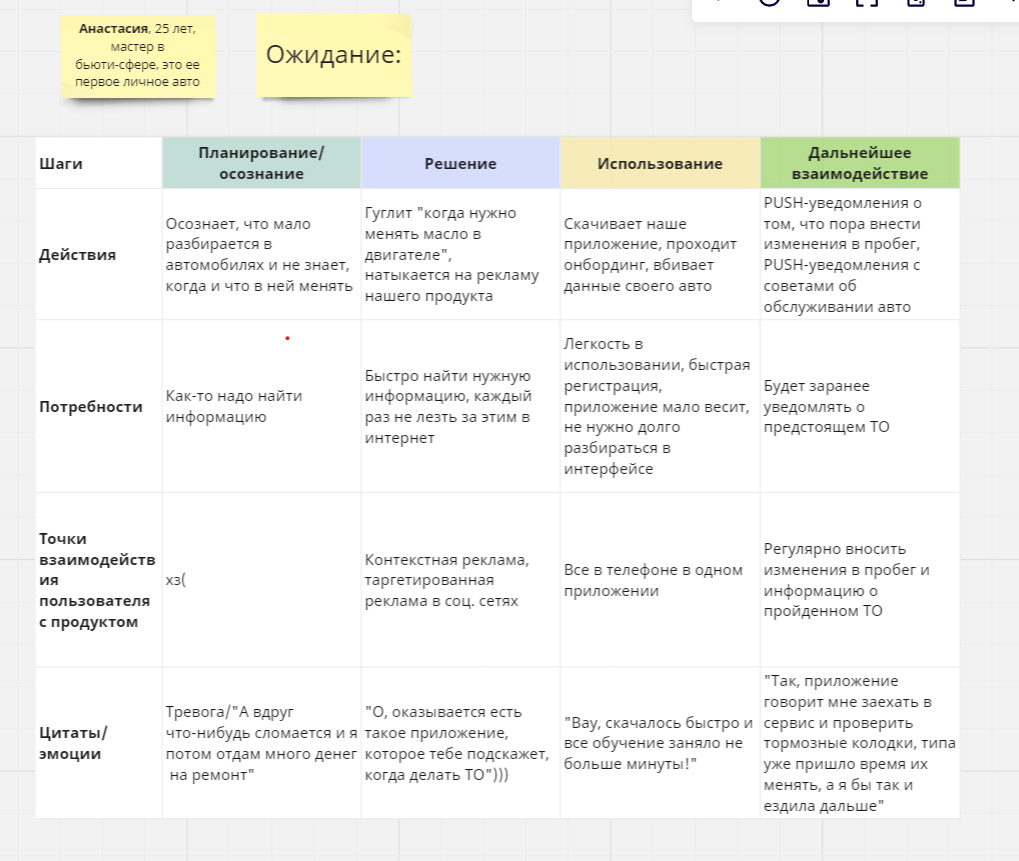 Анастасия, 25 лет,
мастер в
бьюти-сфере, это ее
первое личное авто
Ожидание:
Шаги
Планирование/
осознание
Решение
Использование
Дальнейшее
взаимодействие
Действия
Осознает, что мало
разбирается в
автомобилях и не знает,
когда и что в ней менять
Гуглит "когда нужно
менять масло в
двигателе",
натыкается на рекламу
нашего продукта
Скачивает наше
приложение, проходит
онбординг, вбивает
данные своего авто
PUSH-уведомления о
том, что пора внести
изменения в пробег,
PUSH-уведомления с
советами об
обслуживании авто
Потребности
Как-то надо найти
информацию
Быстро найти нужную
информацию, каждый
раз не лезть за этим в
интернет
Легкость в
использовании, быстрая
регистрация,
приложение мало весит,
не нужно долго
разбираться в
интерфейсе
Будет заранее
уведомлять о
предстоящем ТО
Точки
взаимодейств
ия
пользователя
с продуктом
хз(
Контекстная реклама,
таргетированная
реклама в соц. сетях
Все в телефоне в одном
приложении
Регулярно вносить
изменения в пробег и
информацию о
пройденном ТО
Цитаты/
эмоции
Тревога/"А вдруг
что-нибудь сломается и я
потом отдам много денег
на ремонт"
"О, оказывается есть
такое приложение,
которое тебе подскажет,
когда делать ТО")))
"Вау, скачалось быстро и
все обучение заняло не
больше минуты!"
"Так, приложение
говорит мне заехать в
сервис и проверить
тормозные колодки, типа
уже пришло время их
менять, а я бы так и
ездила дальше"